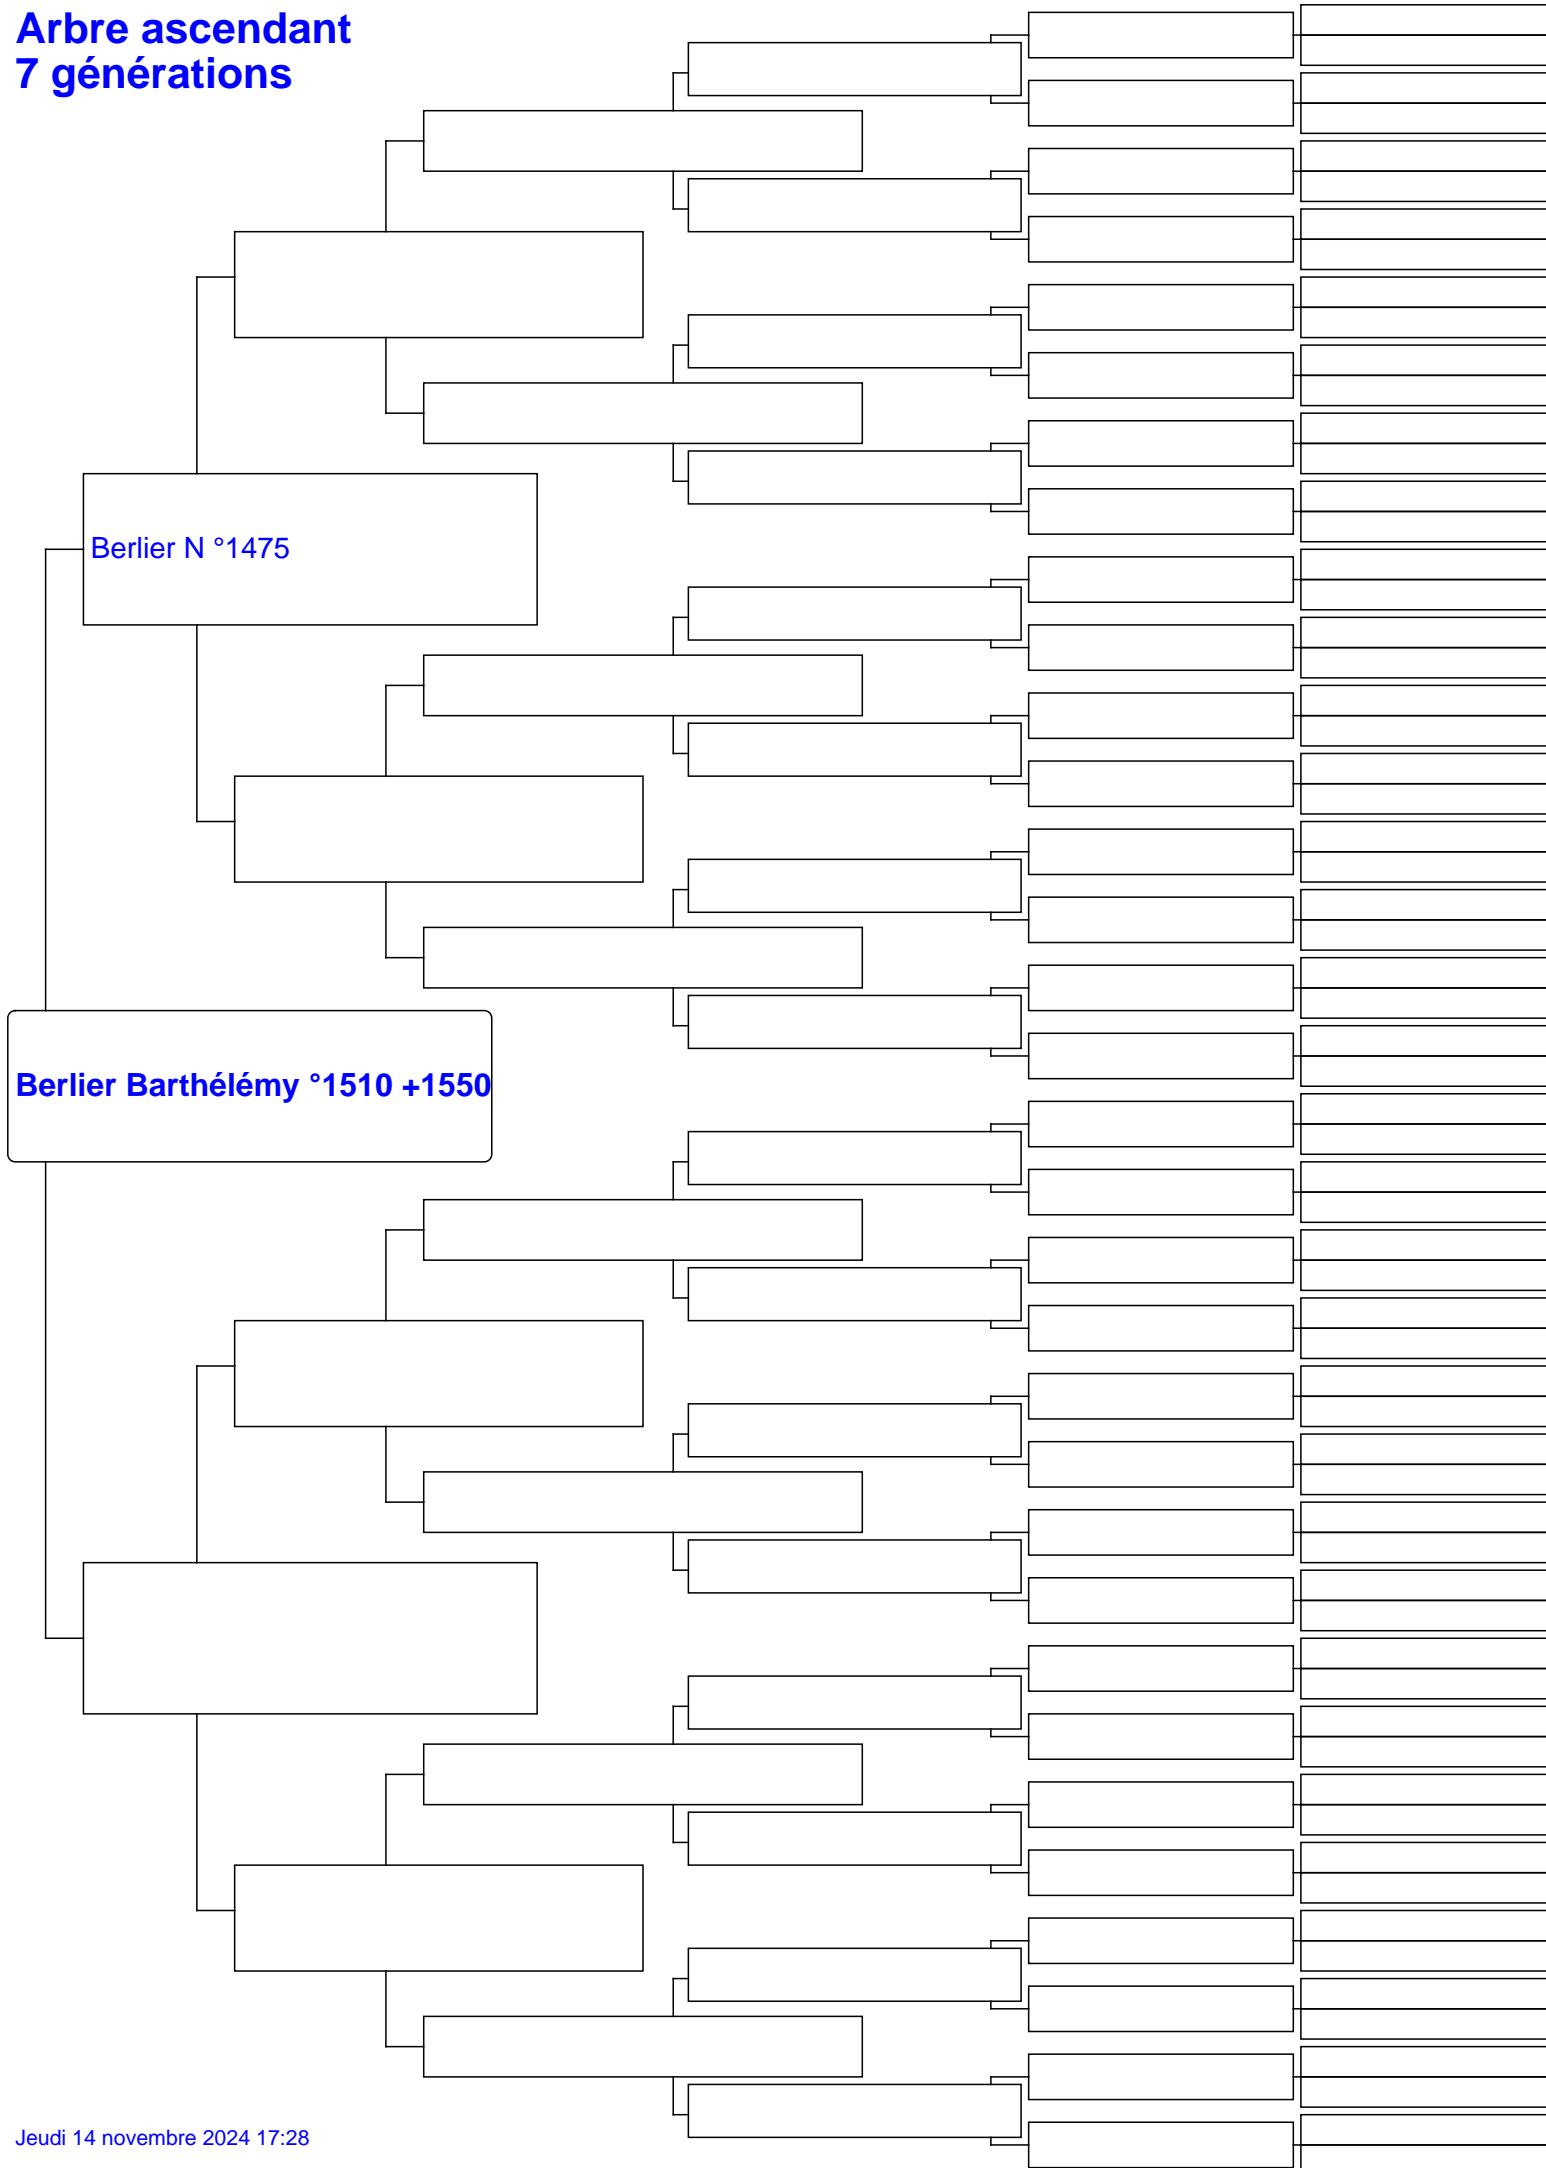 Arbre ascendant
7 générations
Berlier N °1475
Berlier Barthélémy °1510 +1550
Jeudi 14 novembre 2024 17:28